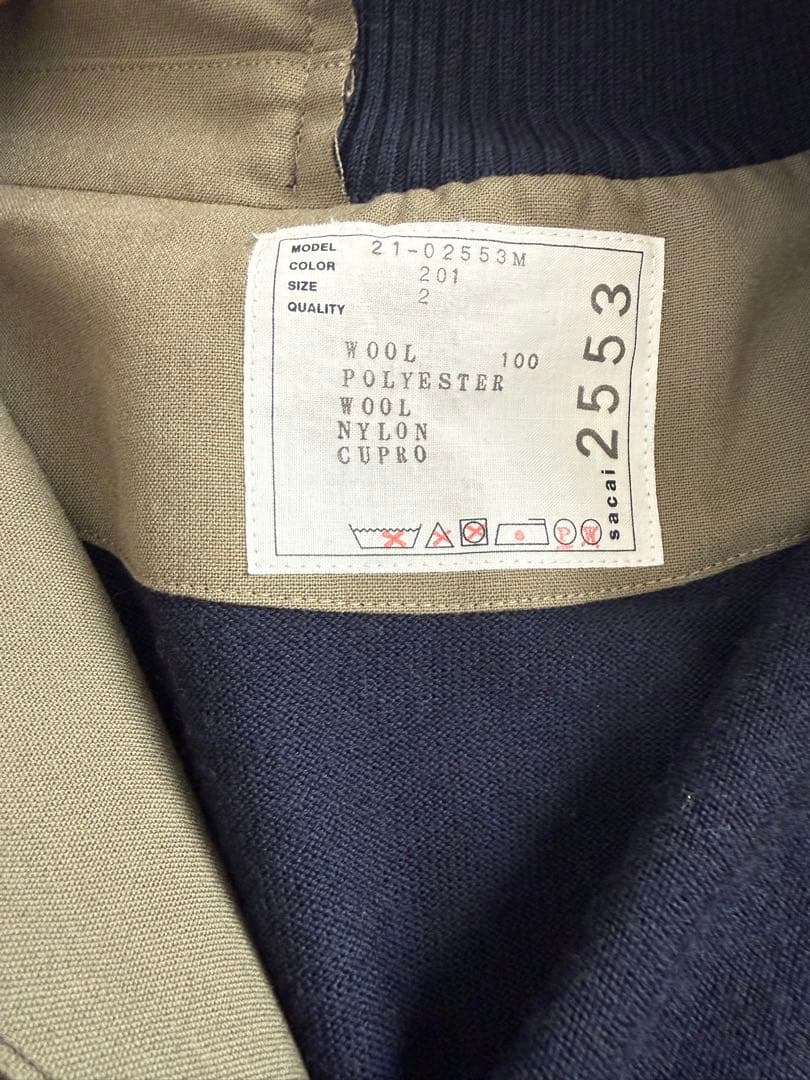 MODEL 21-02553M
COLOR 201
SIZE 2
QUALITY
WOOL 100
POLYESTER
WOOL
NYLON
CUPRO
P W
sacai 2553